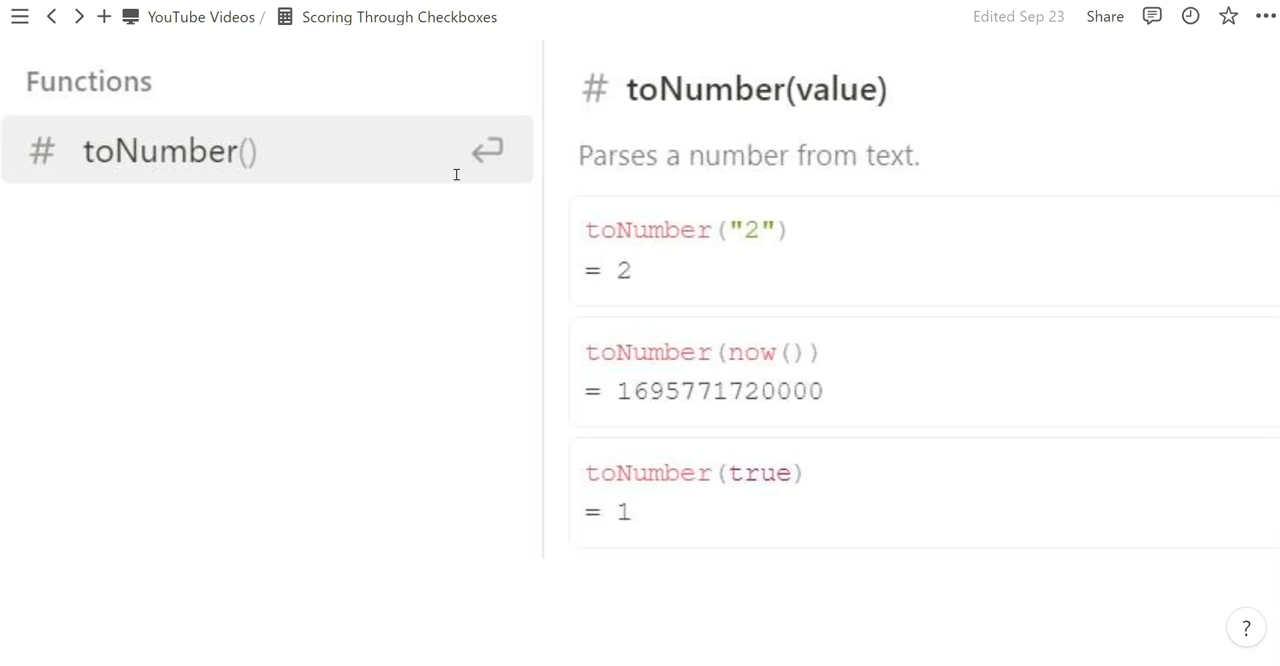 YouTube Videos / Scoring Through Checkboxes Edited Sep 23 Share
Functions
# toNumber()
# toNumber(value)
Parses a number from text.
toNumber("2")
= 2
toNumber(now())
= 1695771720000
toNumber(true)
= 1
?